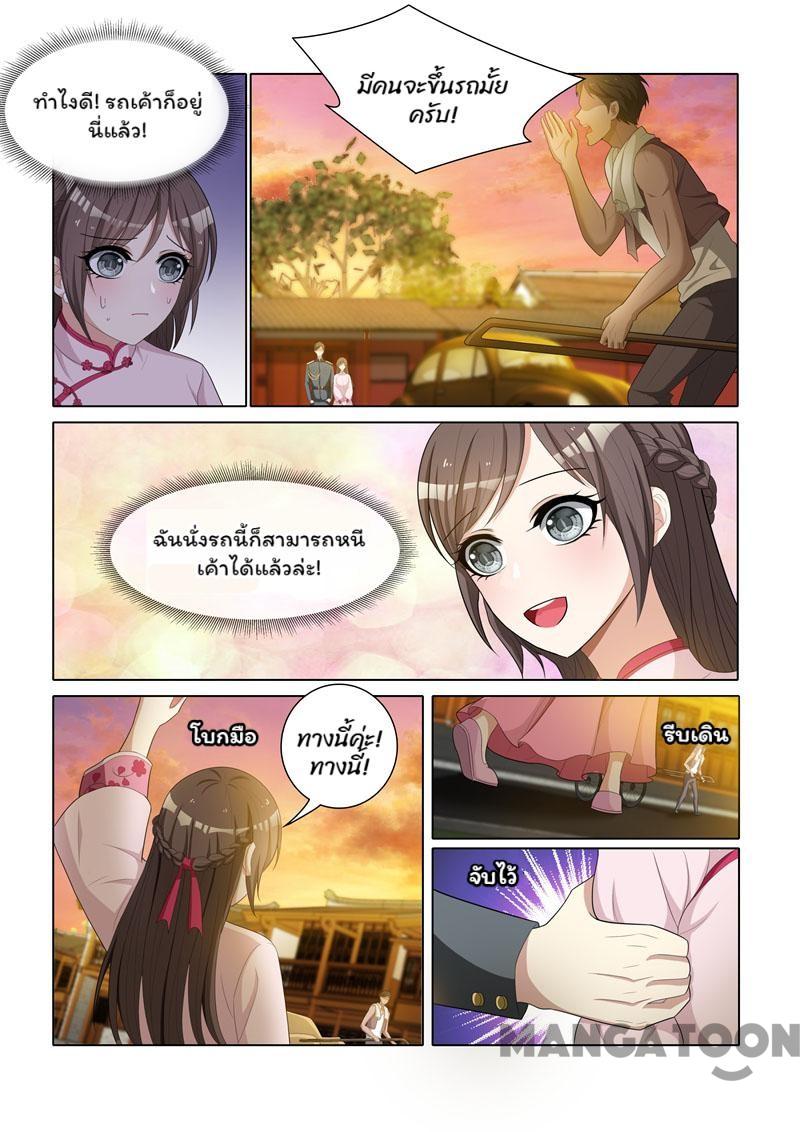 ทำไงดี! รถเค้าก็อยู่
นี่แล้ว!
มีคนจะขึ้นรถมั้ย
ครับ!
ฉันนั่งรถนี้ก็สามารถหนี
เค้าได้แล้วล่ะ!
โบกมือ
ทางนี้ค่ะ!
ทางนี้!
รีบเดิน
จับไว้
MANGATOON